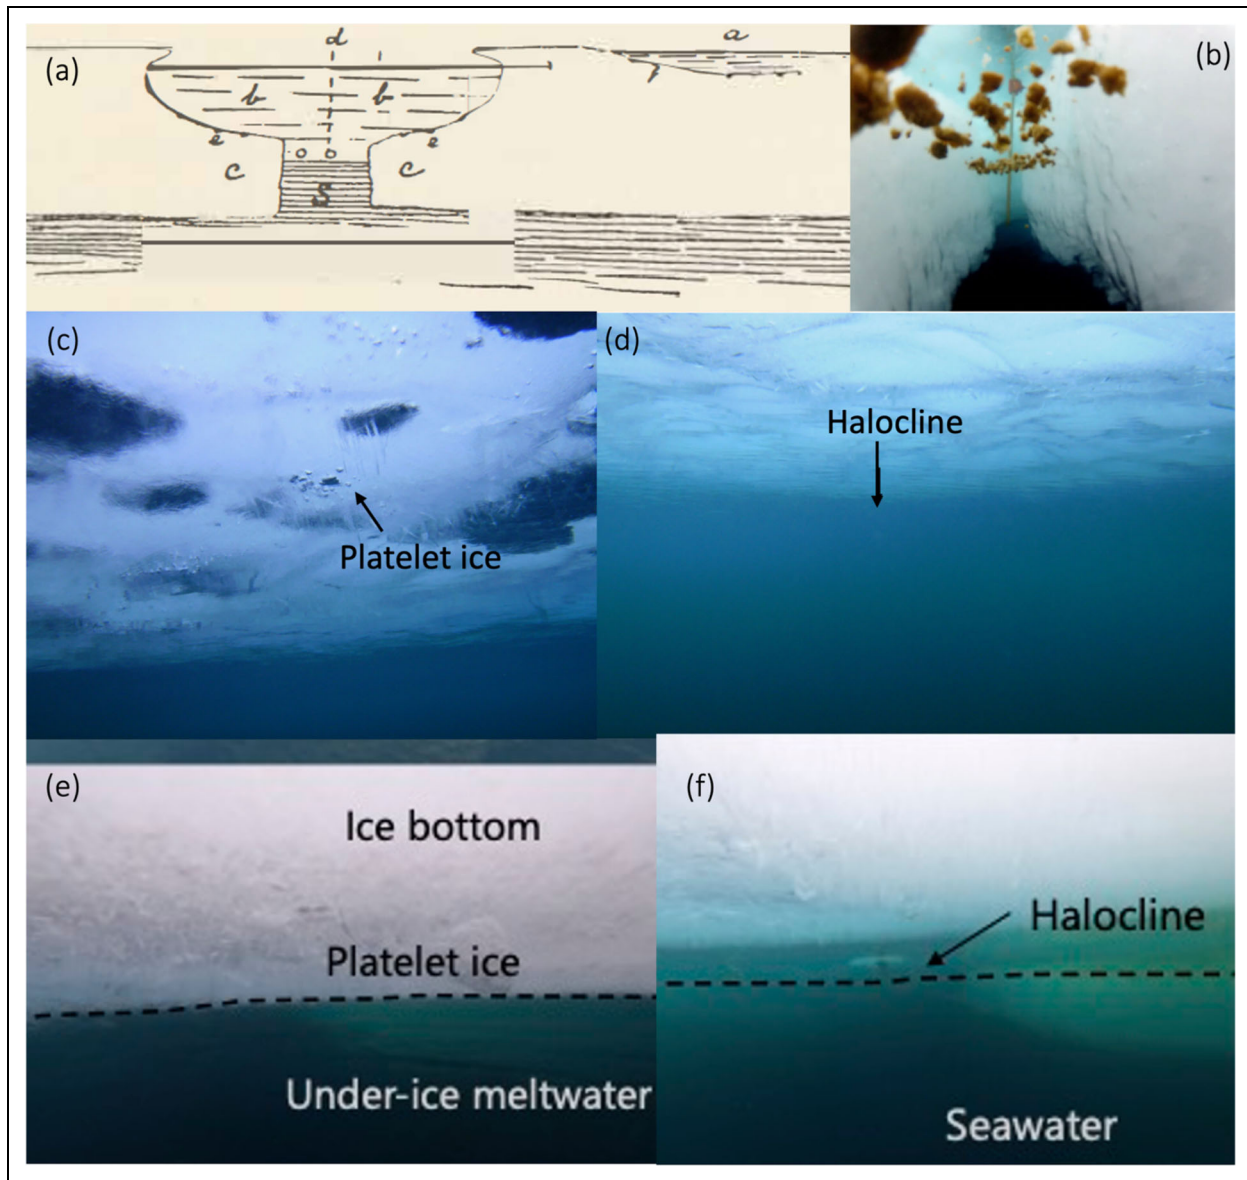 (a)
d
a
b
b
e
e
o o
c
c
S
(b)
(c)
Platelet ice
(d)
Halocline
(e)
Ice bottom
Platelet ice
Under-ice meltwater
(f)
Halocline
Seawater